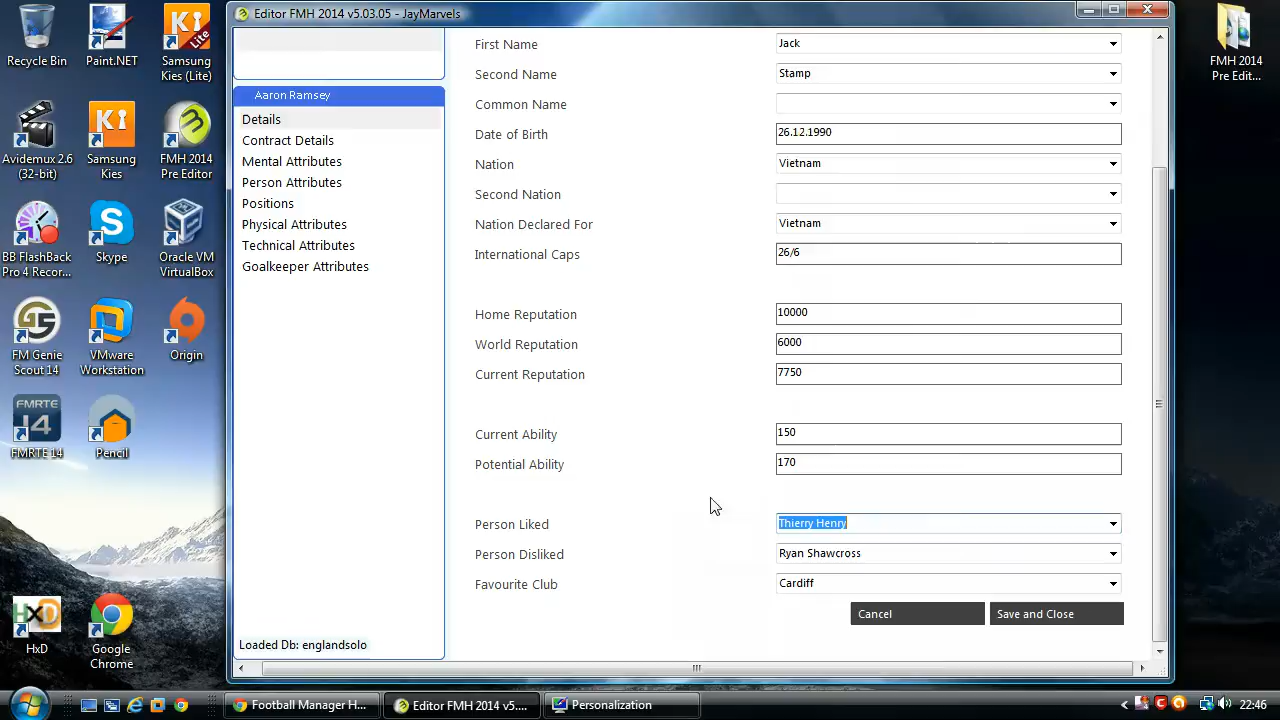 Editor FMH 2014 v5.03.05 - JayMarvels
Recycle Bin
Paint.NET
Samsung
Kies (Lite)
Avidemux 2.6
(32-bit)
Samsung
Kies
FMH 2014
Pre Editor
BB FlashBack
Pro 4 Recor...
Skype
Oracle VM
VirtualBox
FM Genie
Scout 14
VMware
Workstation
Origin
FMRTE
14
FMRTE 14
Pencil
HxD
HxD
Google
Chrome
FMH 2014
Pre Edit...
Aaron Ramsey
Details
Contract Details
Mental Attributes
Person Attributes
Positions
Physical Attributes
Technical Attributes
Goalkeeper Attributes
Loaded Db: englandsolo
First Name Jack
Second Name Stamp
Common Name
Date of Birth 26.12.1990
Nation Vietnam
Second Nation
Nation Declared For Vietnam
International Caps 26/6
Home Reputation 10000
World Reputation 6000
Current Reputation 7750
Current Ability 150
Potential Ability 170
Person Liked Thierry Henry
Person Disliked Ryan Shawcross
Favourite Club Cardiff
Cancel Save and Close
Football Manager H...
Editor FMH 2014 v5....
Personalization
22:46